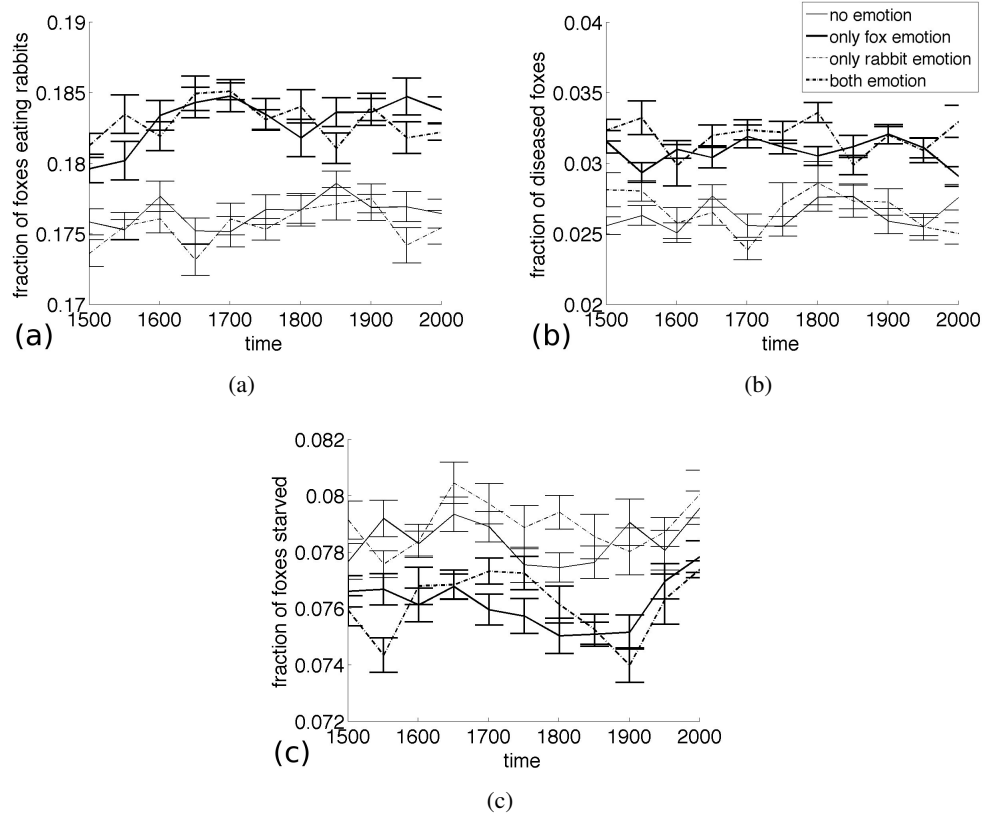 fraction of foxes eating rabbits
0.19
0.185
0.18
0.175
0.17
1500 1600 1700 1800 1900 2000
time
(a)
(a)
no emotion
only fox emotion
only rabbit emotion
both emotion
fraction of diseased foxes
0.04
0.035
0.03
0.025
0.02
1500 1600 1700 1800 1900 2000
time
(b)
(b)
fraction of foxes starved
0.082
0.08
0.078
0.076
0.074
0.072
1500 1600 1700 1800 1900 2000
time
(c)
(c)